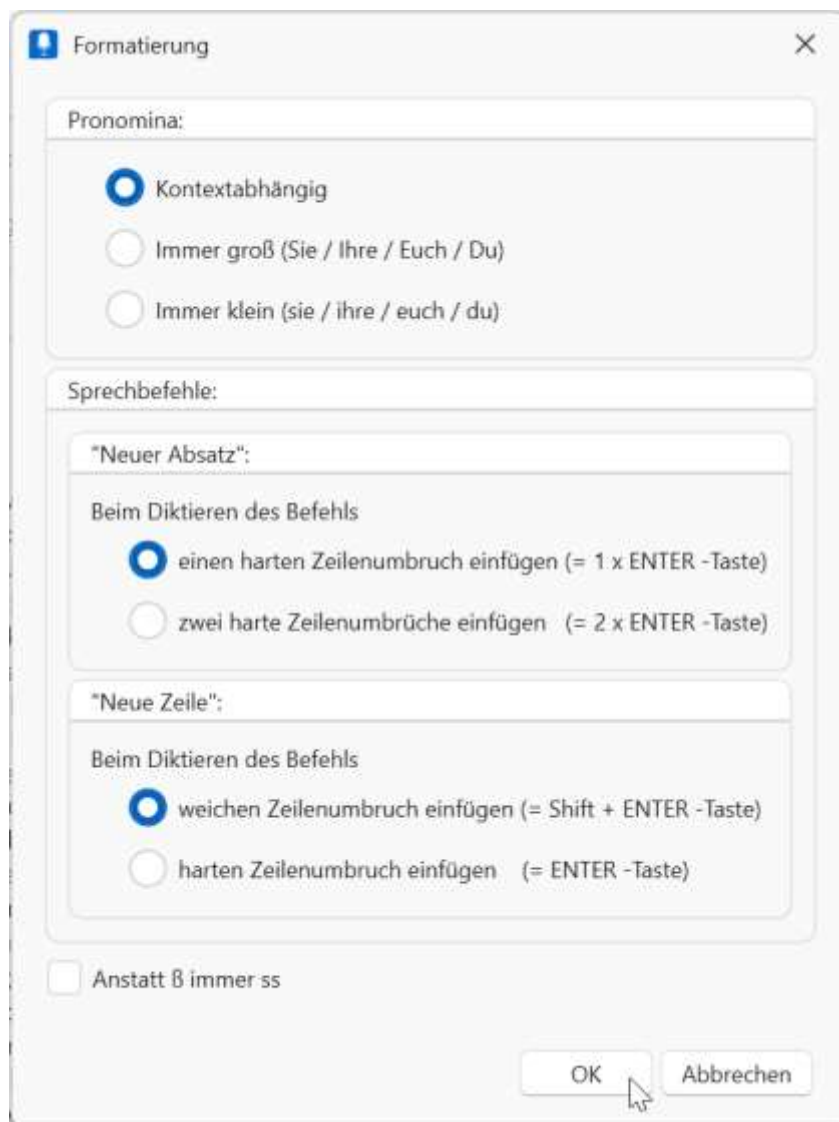 Formatierung
Pronomina:
Kontextabhängig
Immer groß (Sie / Ihre / Euch / Du)
Immer klein (sie / ihre / euch / du)
Sprechbefehle:
"Neuer Absatz":
Beim Diktieren des Befehls
einen harten Zeilenumbruch einfügen (= 1 x ENTER -Taste)
zwei harte Zeilenumbrüche einfügen (= 2 x ENTER -Taste)
"Neue Zeile":
Beim Diktieren des Befehls
weichen Zeilenumbruch einfügen (= Shift + ENTER -Taste)
harten Zeilenumbruch einfügen (= ENTER -Taste)
Anstatt ß immer ss
OK Abbrechen